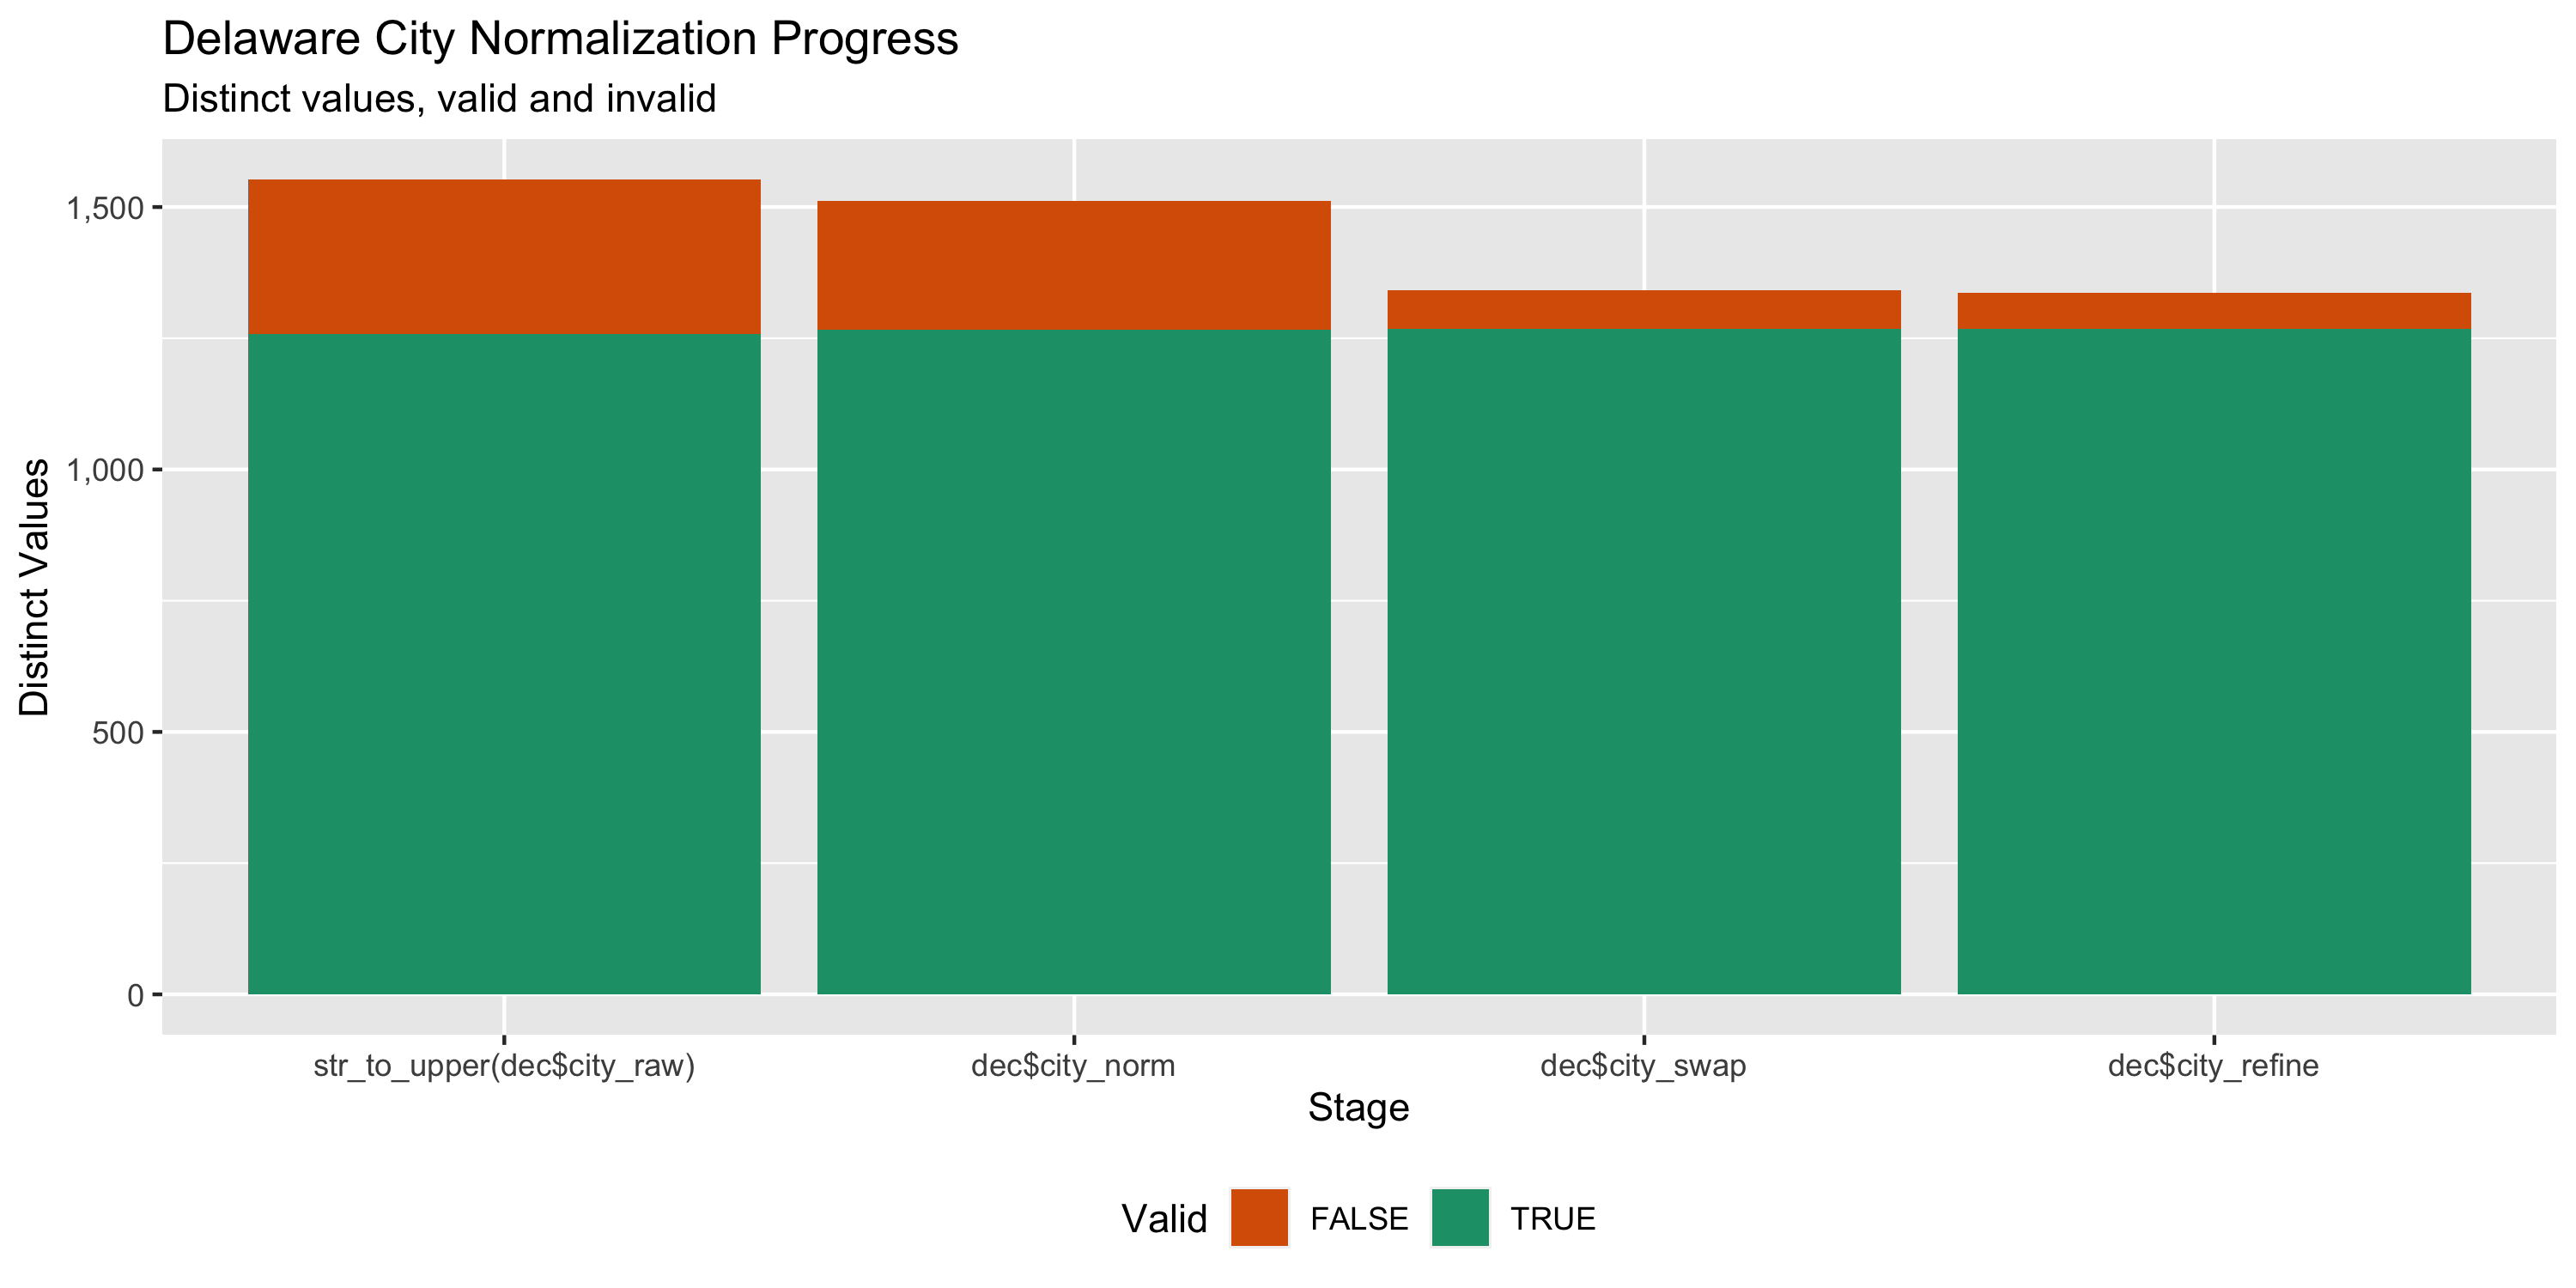 Delaware City Normalization Progress
Distinct values, valid and invalid
Distinct Values
1,500
1,000
500
0
str_to_upper(dec$city_raw)
dec$city_norm
dec$city_swap
dec$city_refine
Stage
Valid
FALSE
TRUE